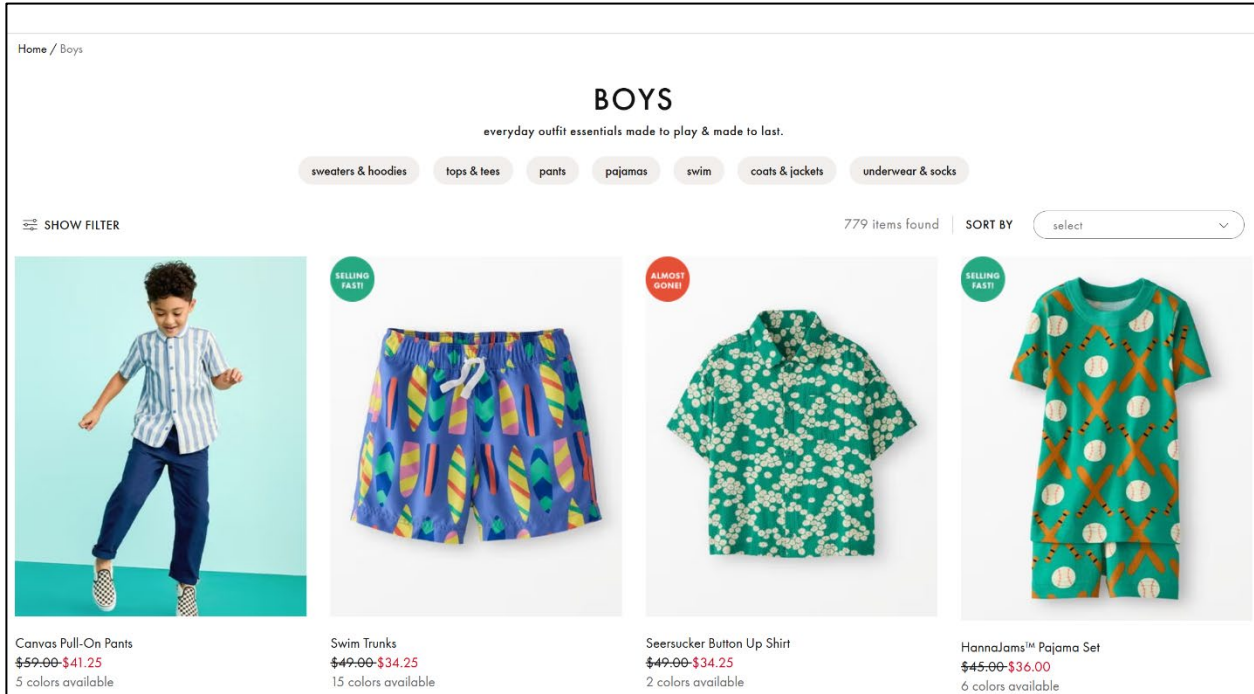 Home / Boys
BOYS
everyday outfit essentials made to play & made to last.
sweaters & hoodies tops & tees pants pajamas swim coats & jackets underwear & socks
SHOW FILTER 779 items found SORT BY select
SELLING FAST!
ALMOST GONE!
SELLING FAST!
Canvas Pull-On Pants
$59.00 $41.25
5 colors available
Swim Trunks
$49.00 $34.25
15 colors available
Seersucker Button Up Shirt
$49.00 $34.25
2 colors available
HannaJams™ Pajama Set
$45.00 $36.00
6 colors available